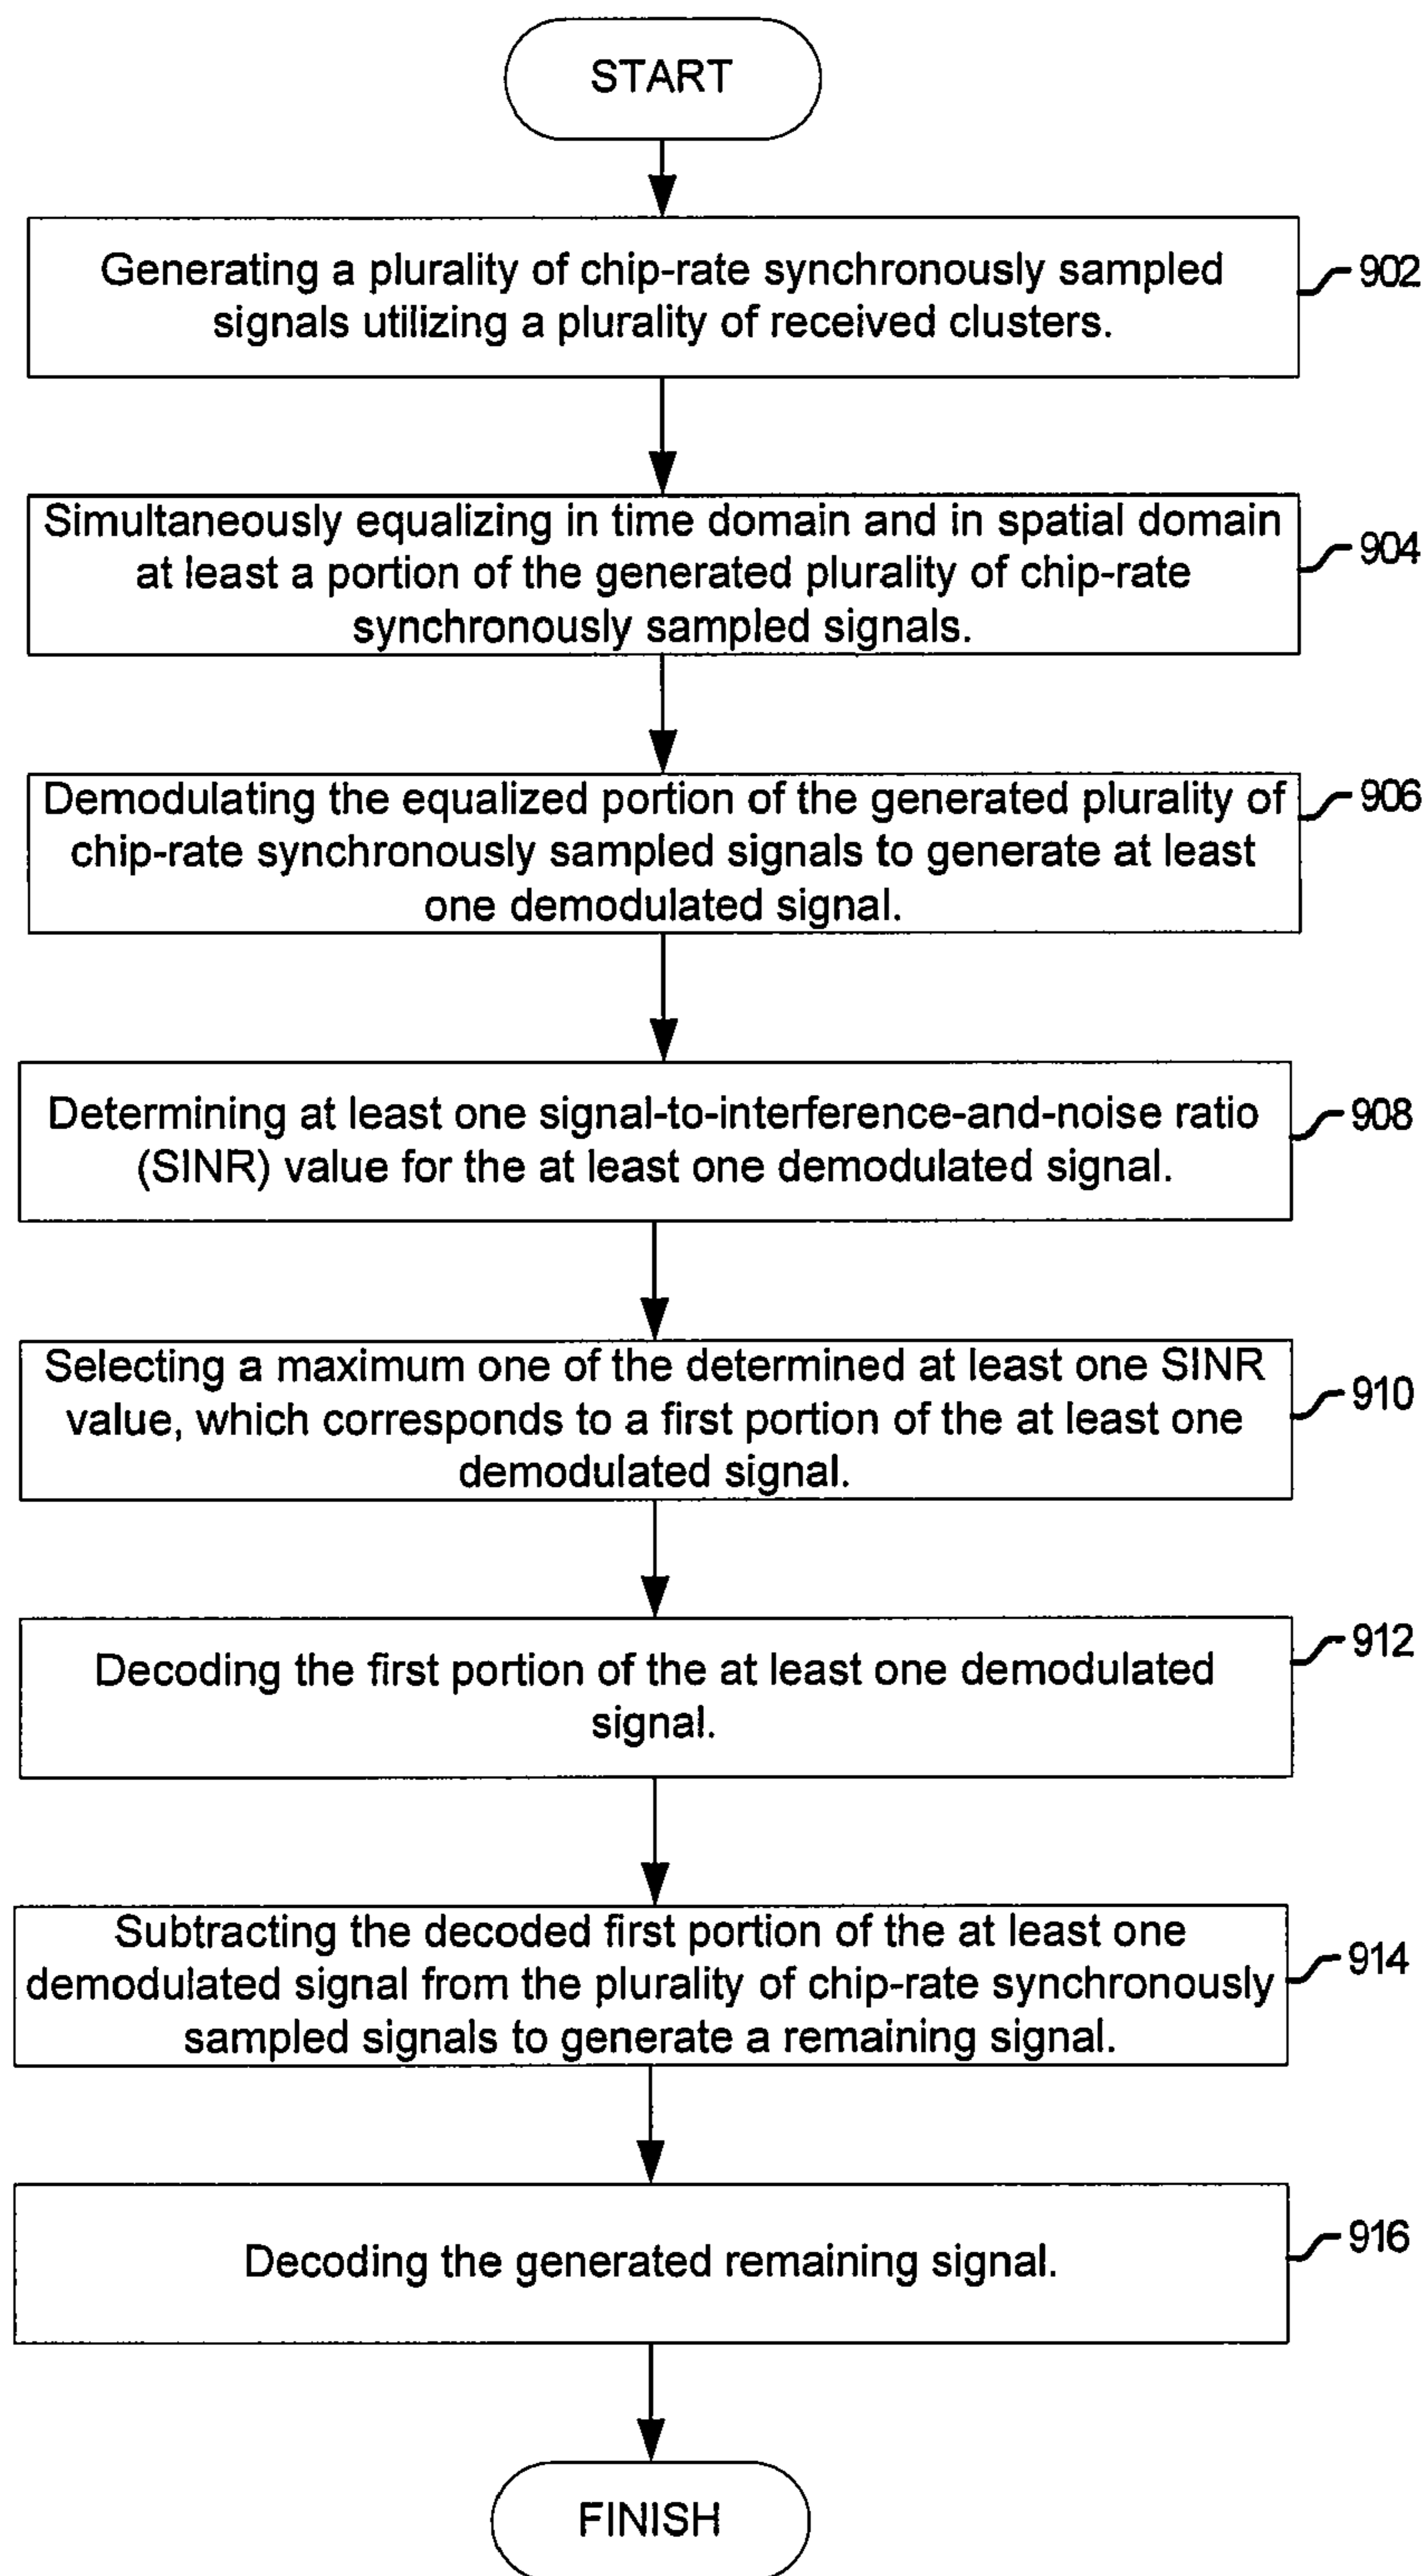 START
Generating a plurality of chip-rate synchronously sampled
signals utilizing a plurality of received clusters.
902
Simultaneously equalizing in time domain and in spatial domain
at least a portion of the generated plurality of chip-rate
synchronously sampled signals.
904
Demodulating the equalized portion of the generated plurality of
chip-rate synchronously sampled signals to generate at least
one demodulated signal.
906
Determining at least one signal-to-interference-and-noise ratio
(SINR) value for the at least one demodulated signal.
908
Selecting a maximum one of the determined at least one SINR
value, which corresponds to a first portion of the at least one
demodulated signal.
910
Decoding the first portion of the at least one demodulated
signal.
912
Subtracting the decoded first portion of the at least one
demodulated signal from the plurality of chip-rate synchronously
sampled signals to generate a remaining signal.
914
Decoding the generated remaining signal.
916
FINISH